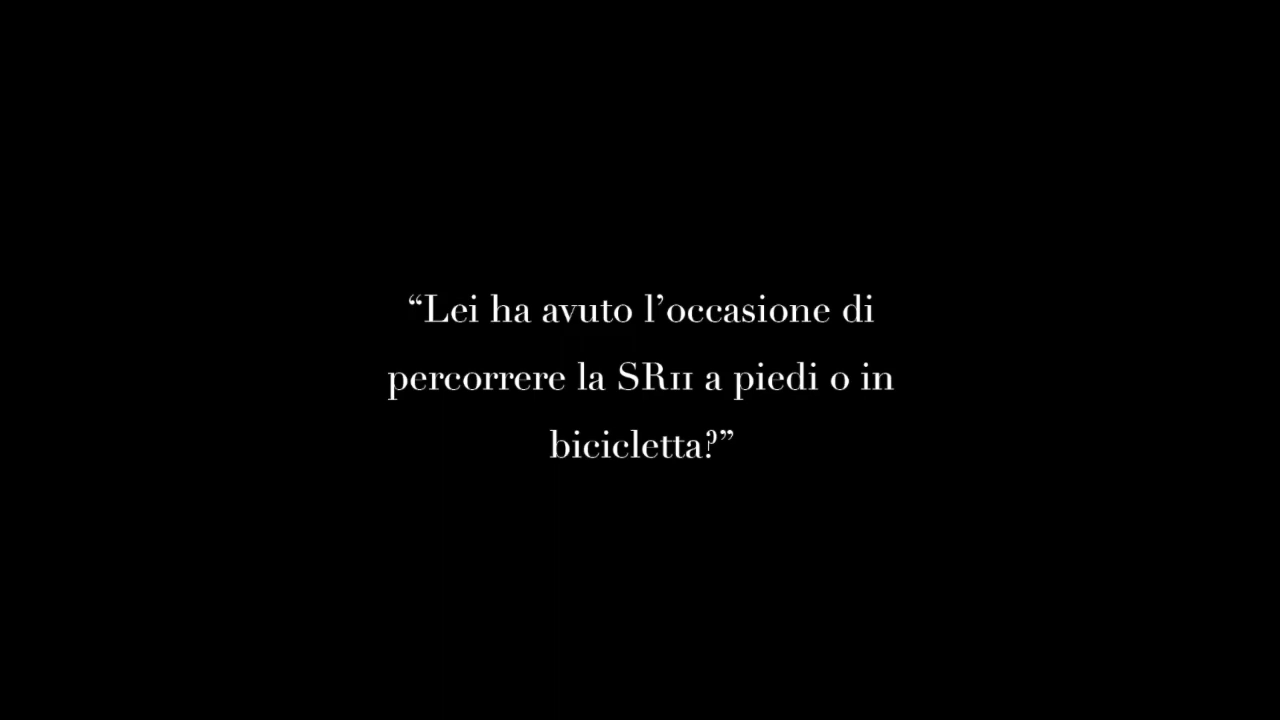 “Lei ha avuto l’occasione di
percorrere la SR11 a piedi o in
bicicletta?”